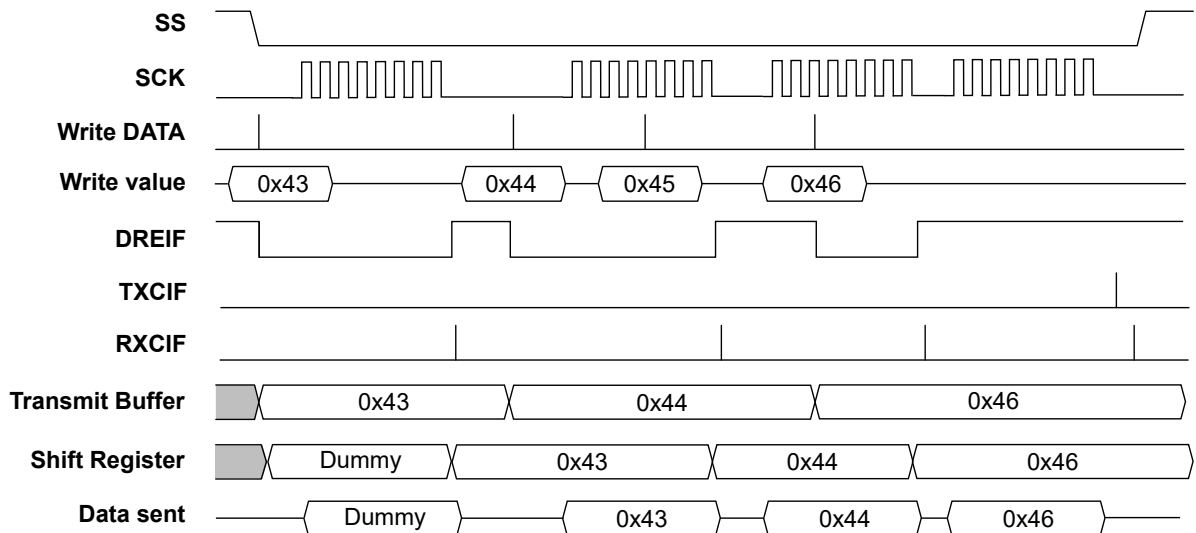 SS
SCK
Write DATA
Write value 0x43 0x44 0x45 0x46
DREIF
TXCIF
RXCIF
Transmit Buffer 0x43 0x44 0x46
Shift Register Dummy 0x43 0x44 0x46
Data sent Dummy 0x43 0x44 0x46